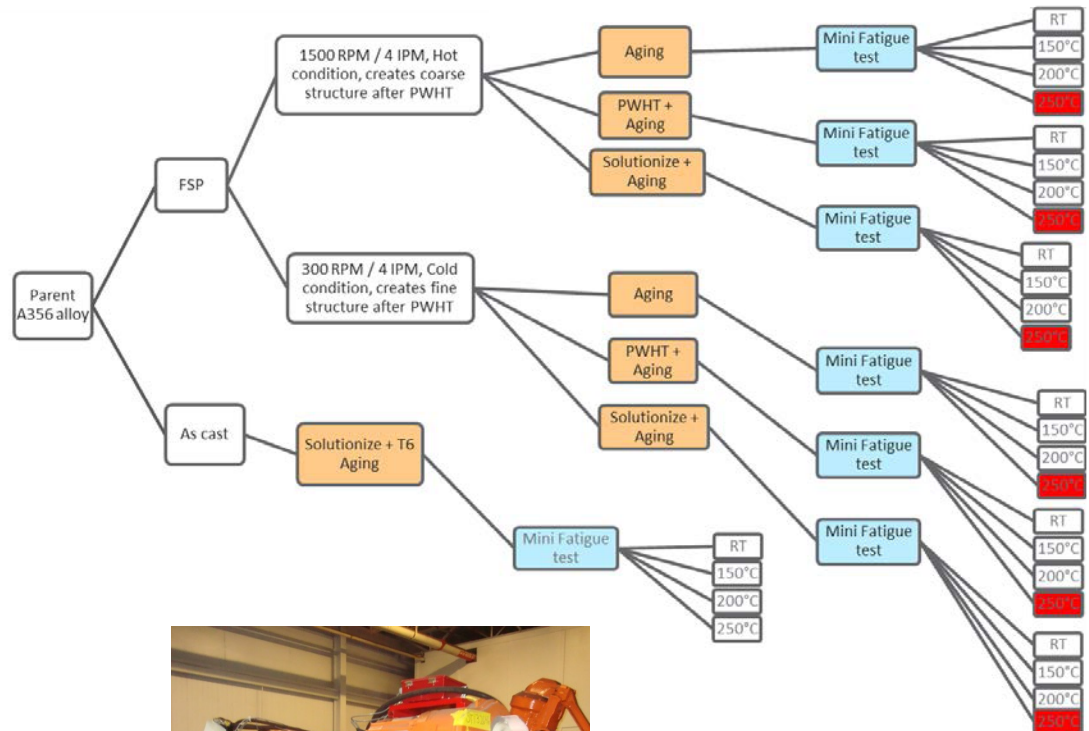 Parent
A356 alloy
FSP
As cast
1500 RPM / 4 IPM, Hot
condition, creates coarse
structure after PWHT
300 RPM / 4 IPM, Cold
condition, creates fine
structure after PWHT
Solutionize + T6
Aging
Aging
PWHT +
Aging
Solutionize +
Aging
Aging
PWHT +
Aging
Solutionize +
Aging
Mini Fatigue
test
RT
150°C
200°C
250°C
Mini Fatigue
test
RT
150°C
200°C
250°C
Mini Fatigue
test
RT
150°C
200°C
250°C
Mini Fatigue
test
RT
150°C
200°C
250°C
Mini Fatigue
test
RT
150°C
200°C
250°C
Mini Fatigue
test
RT
150°C
200°C
250°C
Mini Fatigue
test
RT
150°C
200°C
250°C